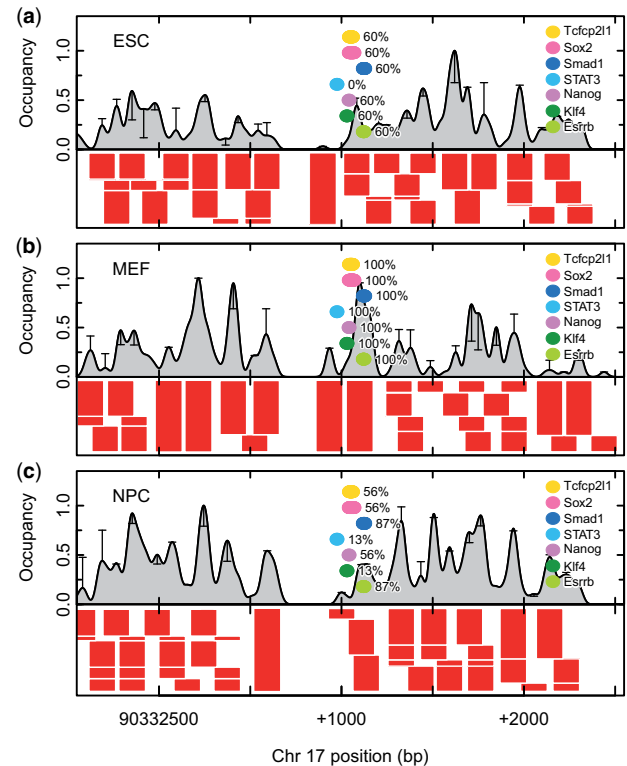 (a)
ESC
Occupancy
1.0
0.5
0.0
60%
60%
60%
0%
60%
60%
60%
Tcfcp2l1
Sox2
Smad1
STAT3
Nanog
Klf4
Esrrb
(b)
MEF
Occupancy
1.0
0.5
0.0
100%
100%
100%
100%
100%
100%
100%
Tcfcp2l1
Sox2
Smad1
STAT3
Nanog
Klf4
Esrrb
(c)
NPC
Occupancy
1.0
0.5
0.0
56%
56%
87%
13%
56%
13%
87%
Tcfcp2l1
Sox2
Smad1
STAT3
Nanog
Klf4
Esrrb
90332500 +1000 +2000
Chr 17 position (bp)